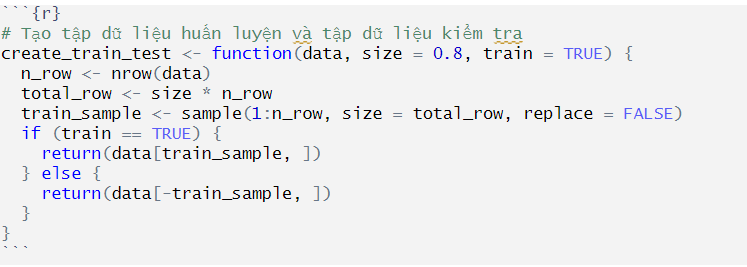 ```{r}
# Tạo tập dữ liệu huấn luyện và tập dữ liệu kiểm tra
create_train_test <- function(data, size = 0.8, train = TRUE) {
  n_row <- nrow(data)
  total_row <- size * n_row
  train_sample <- sample(1:n_row, size = total_row, replace = FALSE)
  if (train == TRUE) {
    return(data[train_sample, ])
  } else {
    return(data[-train_sample, ])
  }
}
```